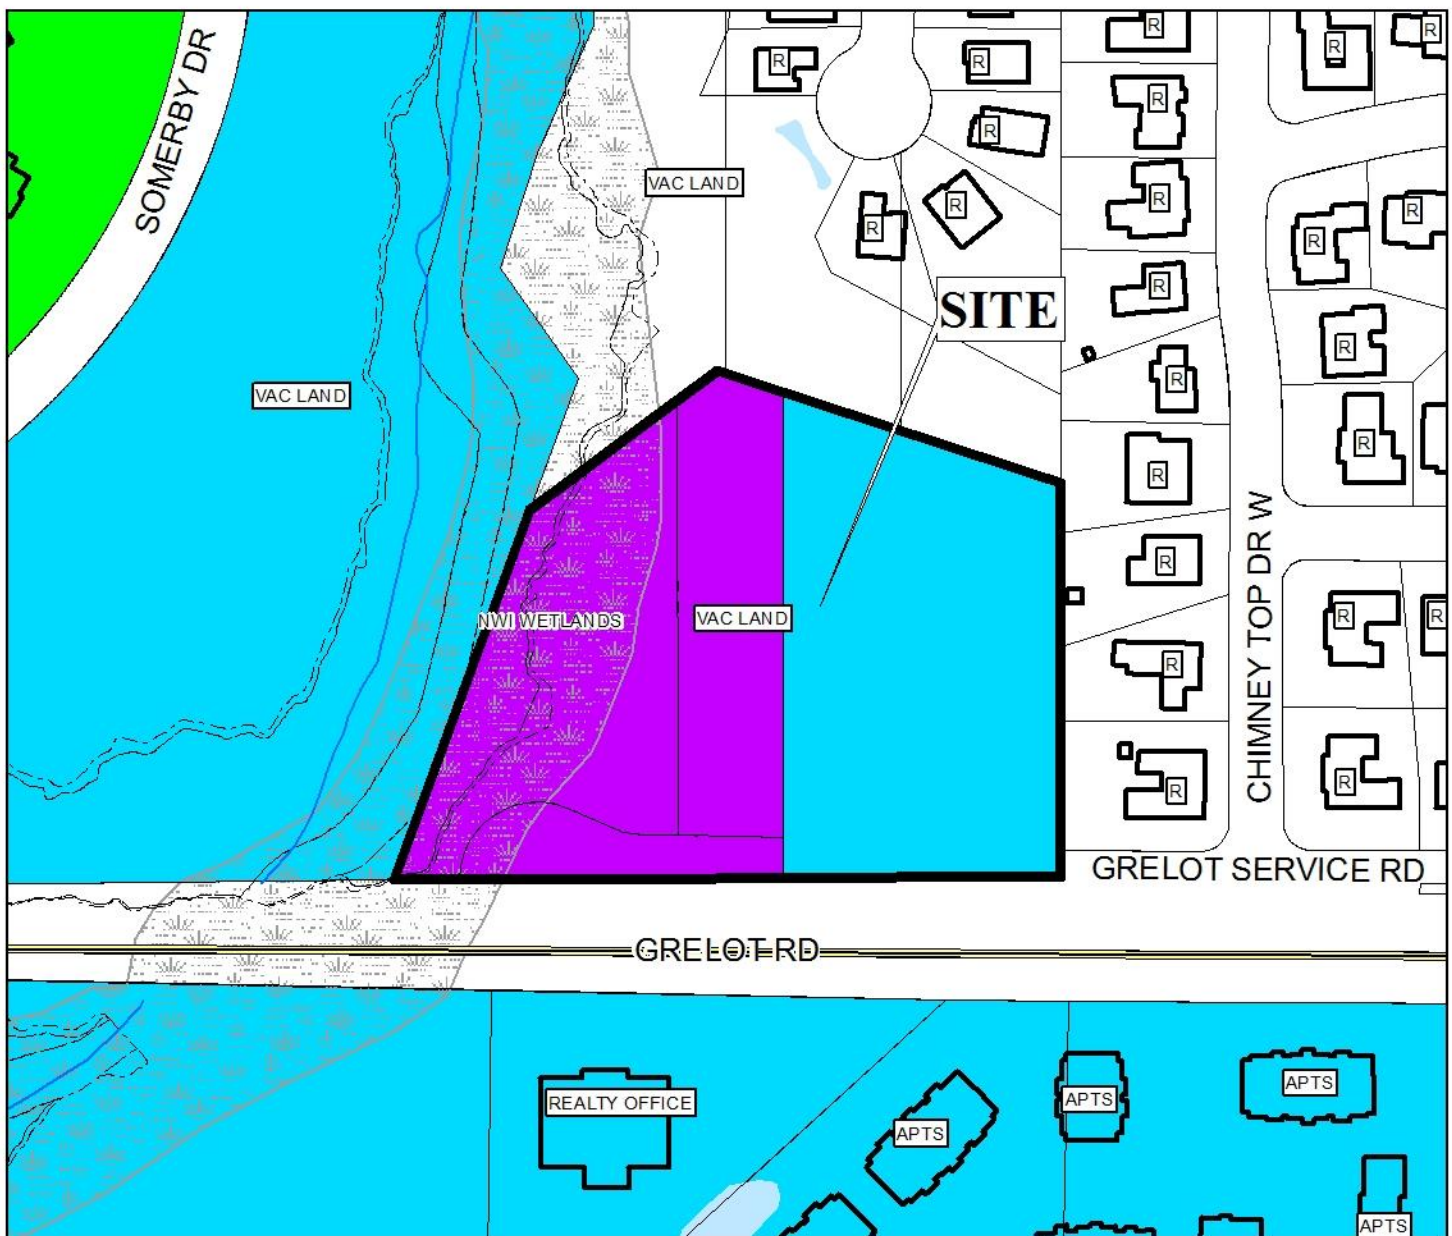 SOMERBY DR
R
R
R
R
R
R
R
R
VAC LAND
R
R
R
R
R
R
SITE
R
R
VAC LAND
R
R
R
CHIMNEY TOP DR W
R
NWI WETLANDS
VAC LAND
R
R
R
R
R
R
GRELOT SERVICE RD
GRELOT RD
REALTY OFFICE
APTS
APTS
APTS
APTS